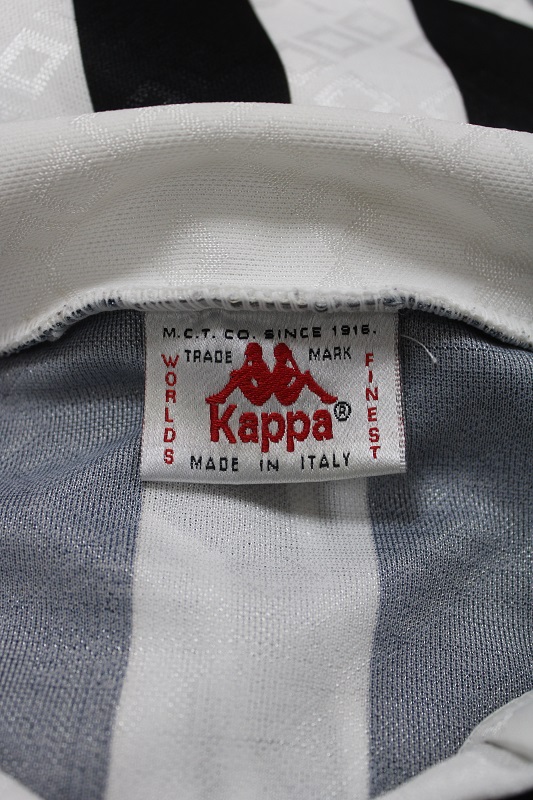 M.C.T. CO. SINCE 1916.
TRADE MARK
WORLDS
FINEST
Kappa®
MADE IN ITALY